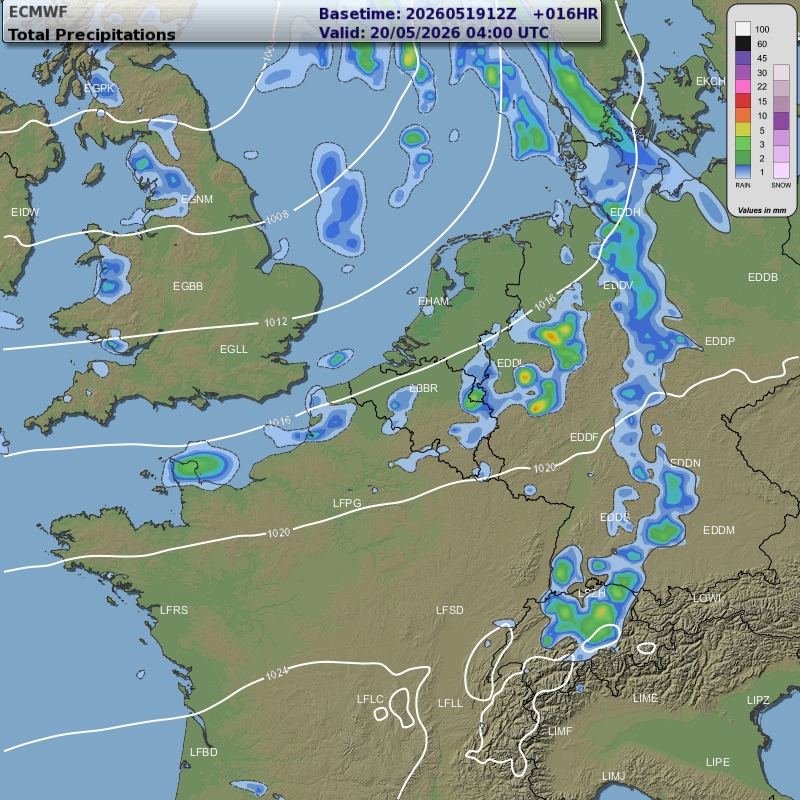 ECMWF
Basetime: 2026051912Z +016HR
Total Precipitations
Valid: 20/05/2026 04:00 UTC
100
60
45
30
22
15
10
5
3
2
1
RAIN
SNOW
Values in mm
EGPK
EKCH
EIDW
EGNM
EDDH
1008
EGBB
EDDV
EDDB
EHAM
1016
1012
EGLL
EDDP
EDDL
EBBR
1016
EDDF
1020
EDDN
LFPG
EDDS
EDDM
1020
LSZH
LOWI
LFRS
LFSD
1024
LFLC
LFLL
LIME
LIPZ
LIMF
LFBD
LIPE
LIMJ